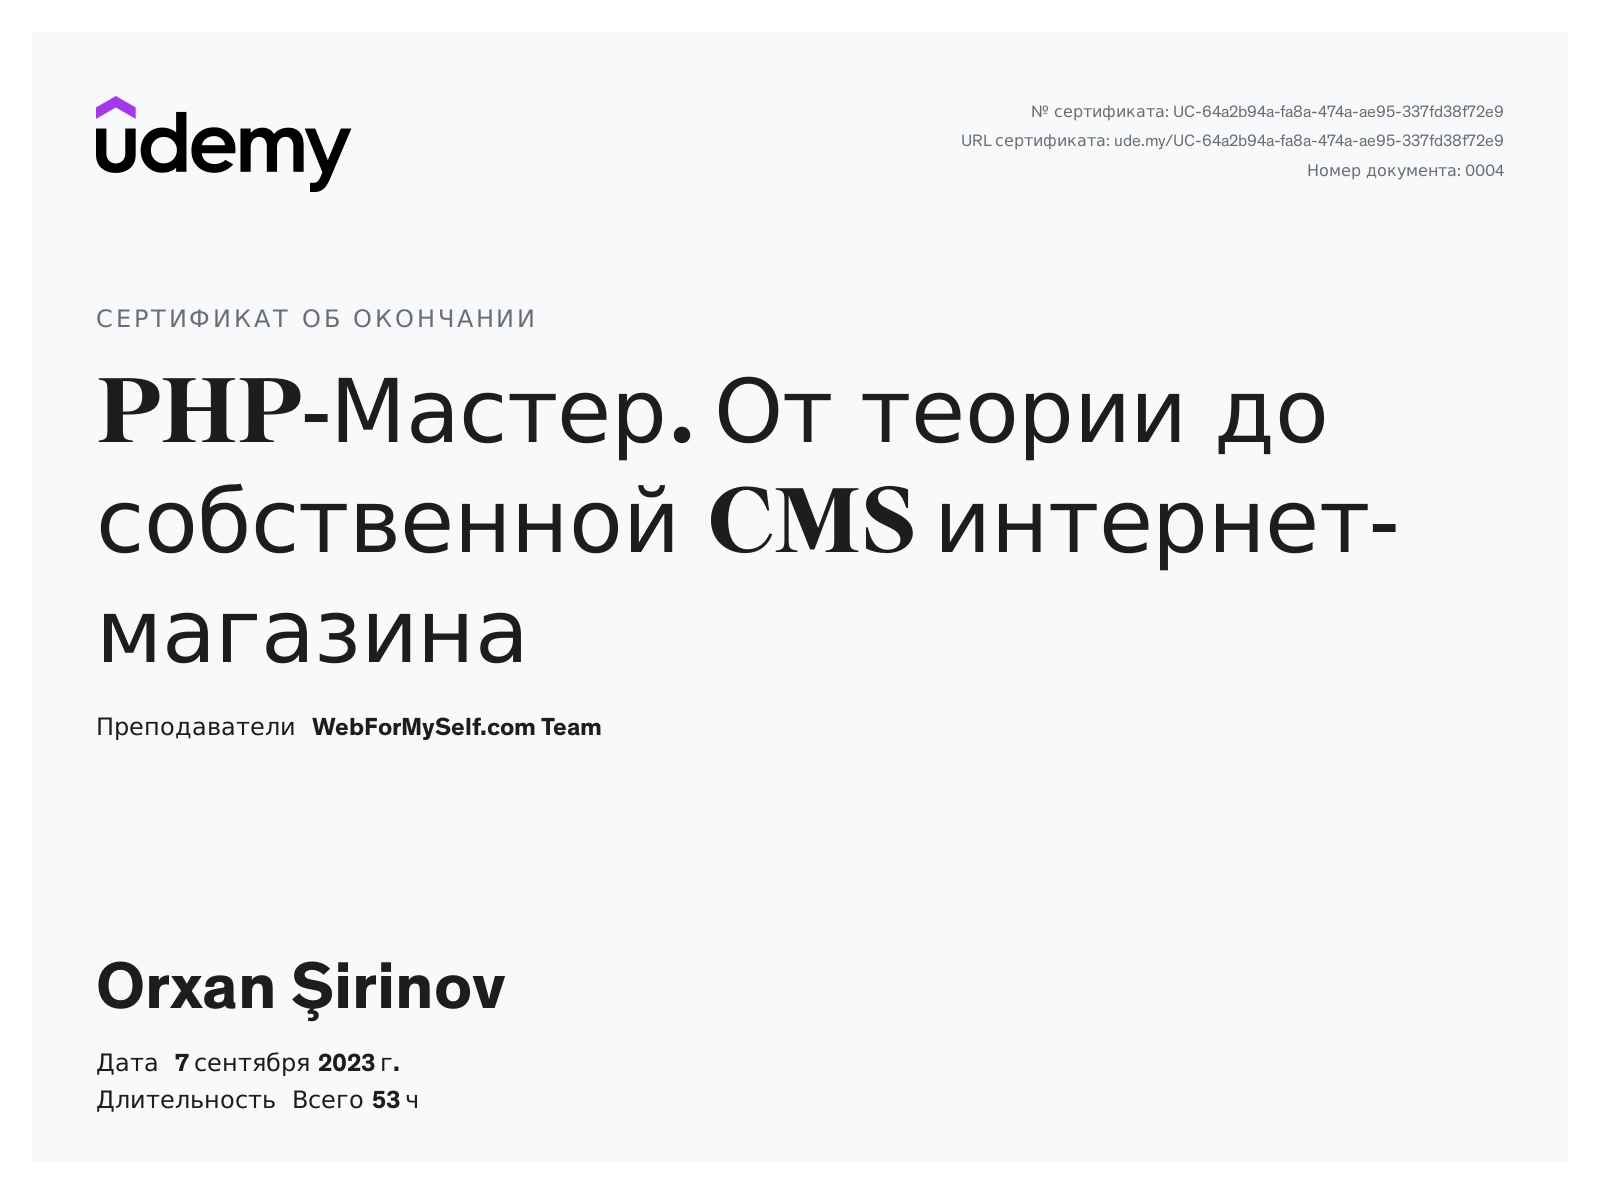 udemy
№ сертификата: UC-64a2b94a-fa8a-474a-ae95-337fd38f72e9
URL сертификата: ude.my/UC-64a2b94a-fa8a-474a-ae95-337fd38f72e9
Номер документа: 0004
СЕРТИФИКАТ ОБ ОКОНЧАНИИ
PHP-Мастер. От теории до
собственной CMS интернет-
магазина
Преподаватели WebForMySelf.com Team
Orxan Şirinov
Дата 7 сентября 2023 г.
Длительность Всего 53 ч